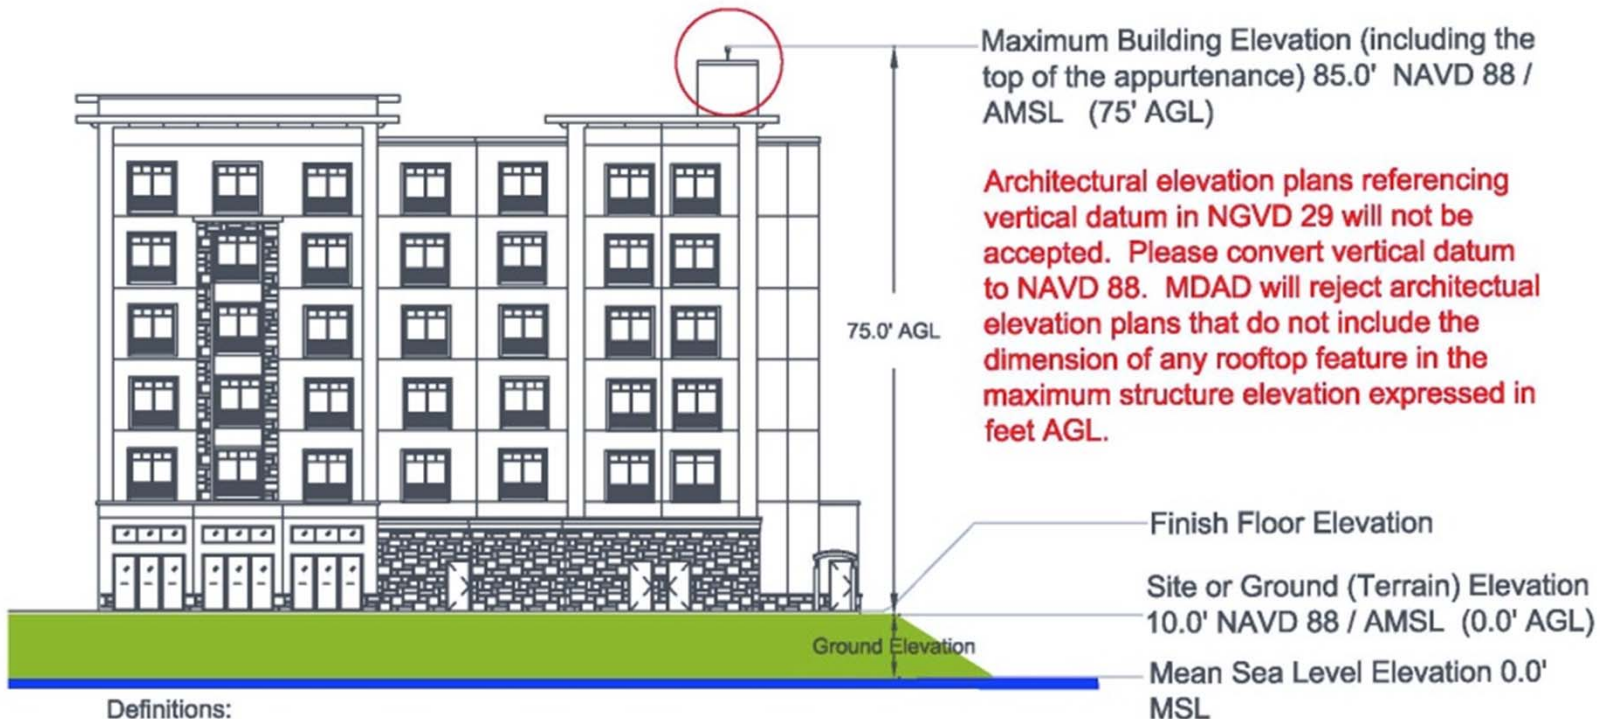 Maximum Building Elevation (including the
top of the appurtenance) 85.0' NAVD 88 /
AMSL (75' AGL)
Architectural elevation plans referencing
vertical datum in NGVD 29 will not be
accepted. Please convert vertical datum
to NAVD 88. MDAD will reject architectual
elevation plans that do not include the
dimension of any rooftop feature in the
maximum structure elevation expressed in
feet AGL.
75.0' AGL
Finish Floor Elevation
Site or Ground (Terrain) Elevation
10.0' NAVD 88 / AMSL (0.0' AGL)
Ground Elevation
Mean Sea Level Elevation 0.0'
MSL
Definitions: